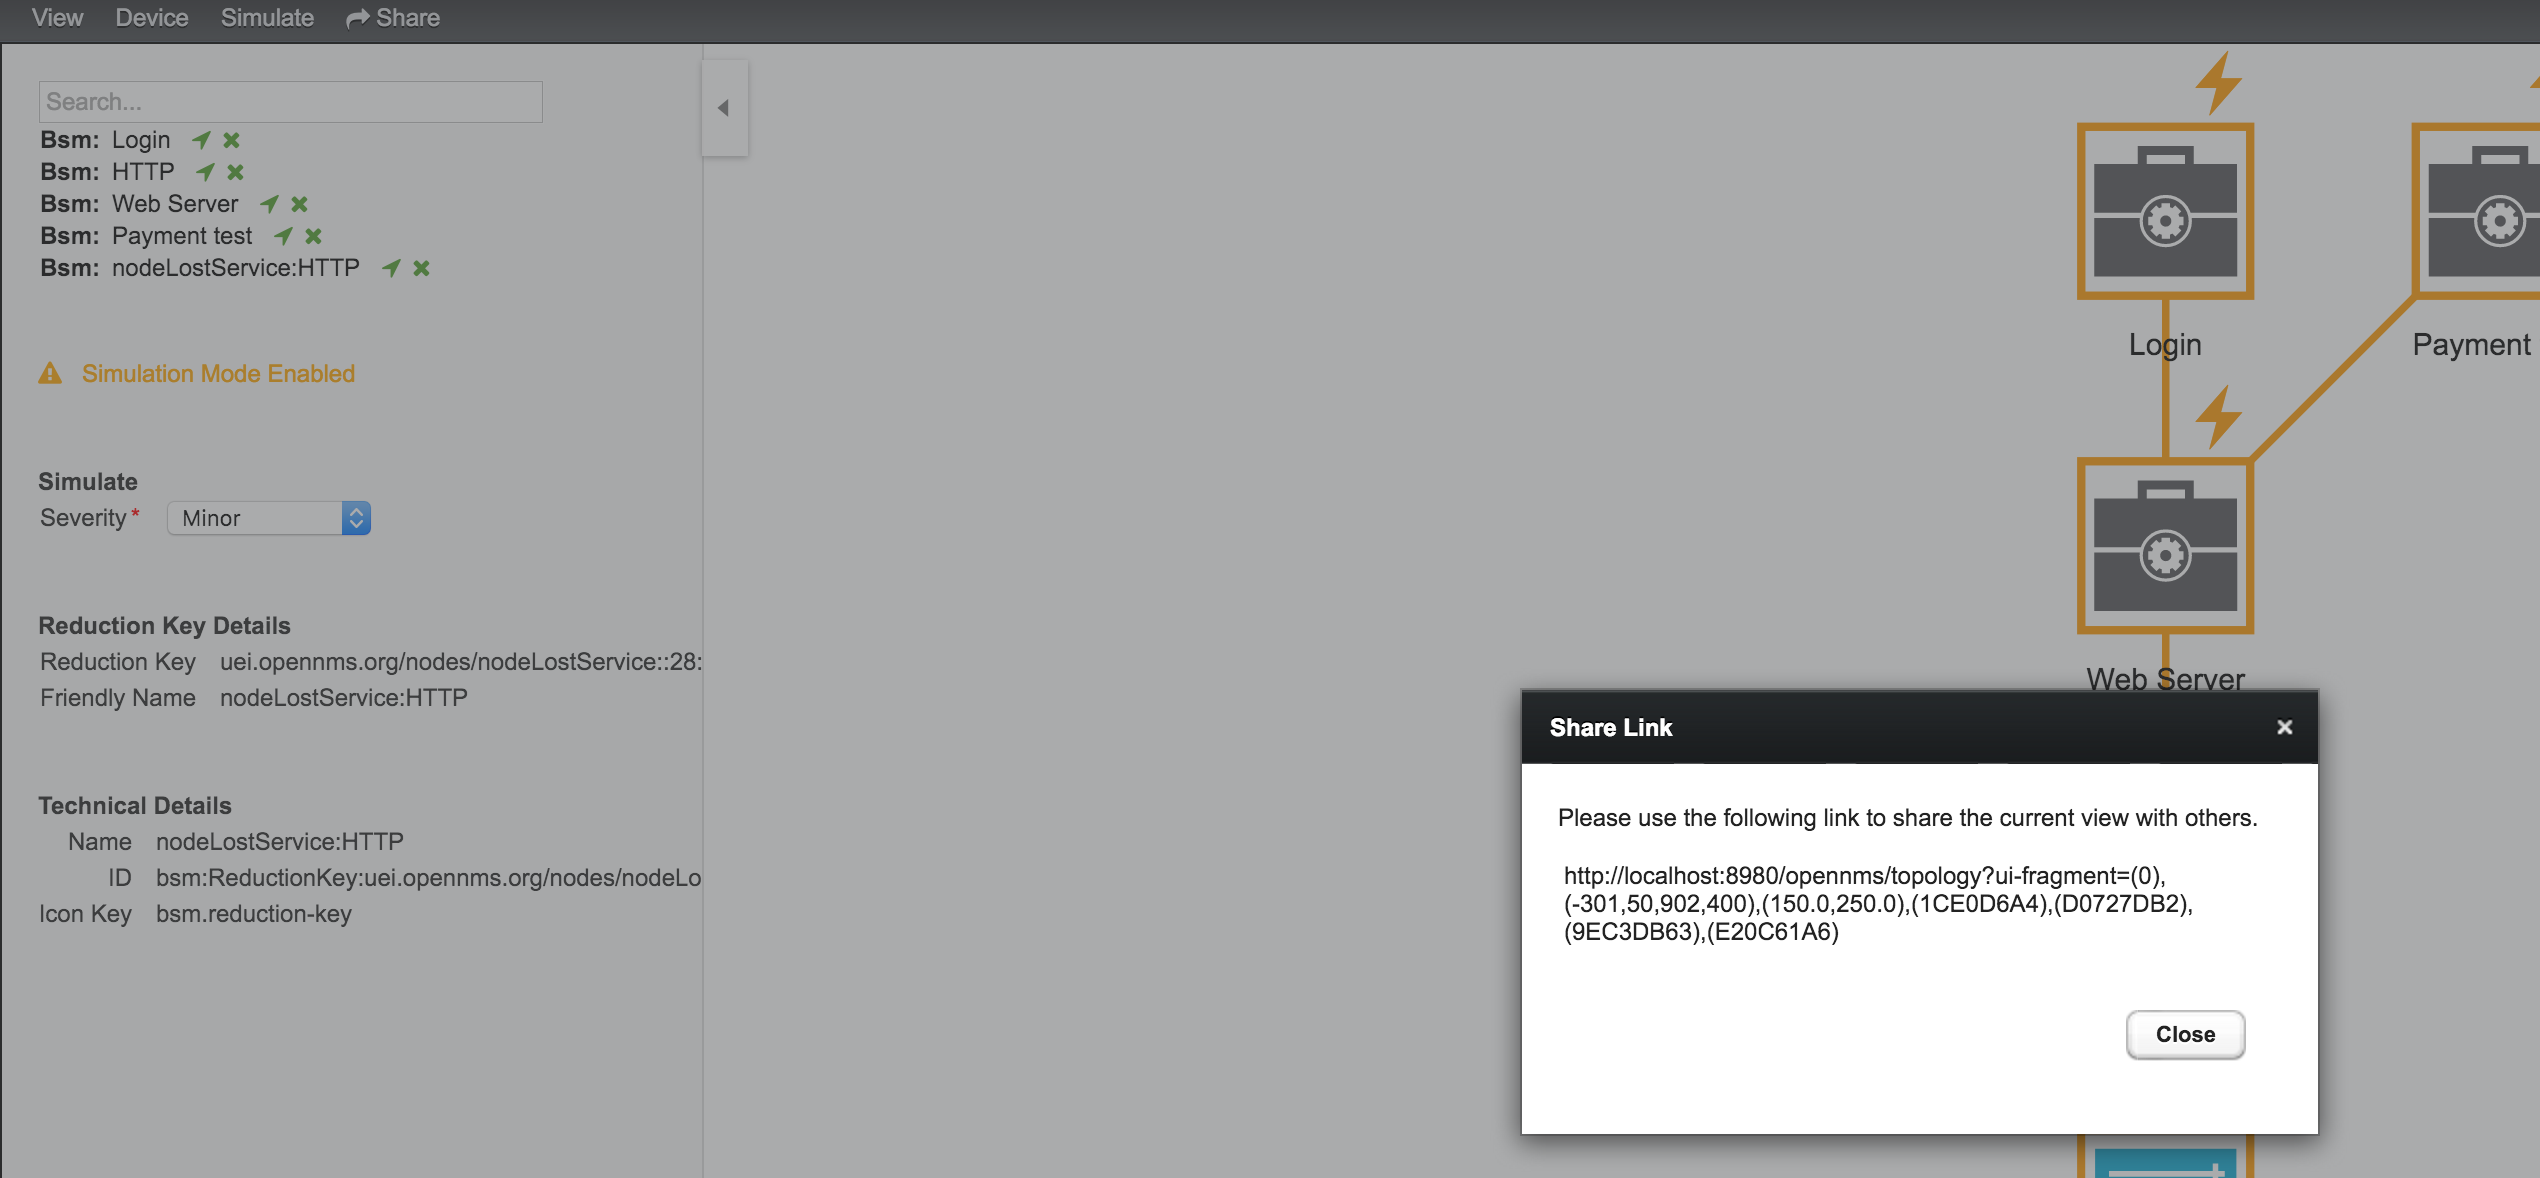 View Device Simulate Share
Search...
Bsm: Login
Bsm: HTTP
Bsm: Web Server
Bsm: Payment test
Bsm: nodeLostService:HTTP
Simulation Mode Enabled
Simulate
Severity* Minor
Reduction Key Details
Reduction Key uei.opennms.org/nodes/nodeLostService::28:
Friendly Name nodeLostService:HTTP
Technical Details
Name nodeLostService:HTTP
ID bsm:ReductionKey:uei.opennms.org/nodes/nodeLo
Icon Key bsm.reduction-key
Login
Payment
Web Server
Share Link
Please use the following link to share the current view with others.
http://localhost:8980/opennms/topology?ui-fragment=(0),
(-301,50,902,400),(150.0,250.0),(1CE0D6A4),(D0727DB2),
(9EC3DB63),(E20C61A6)
Close